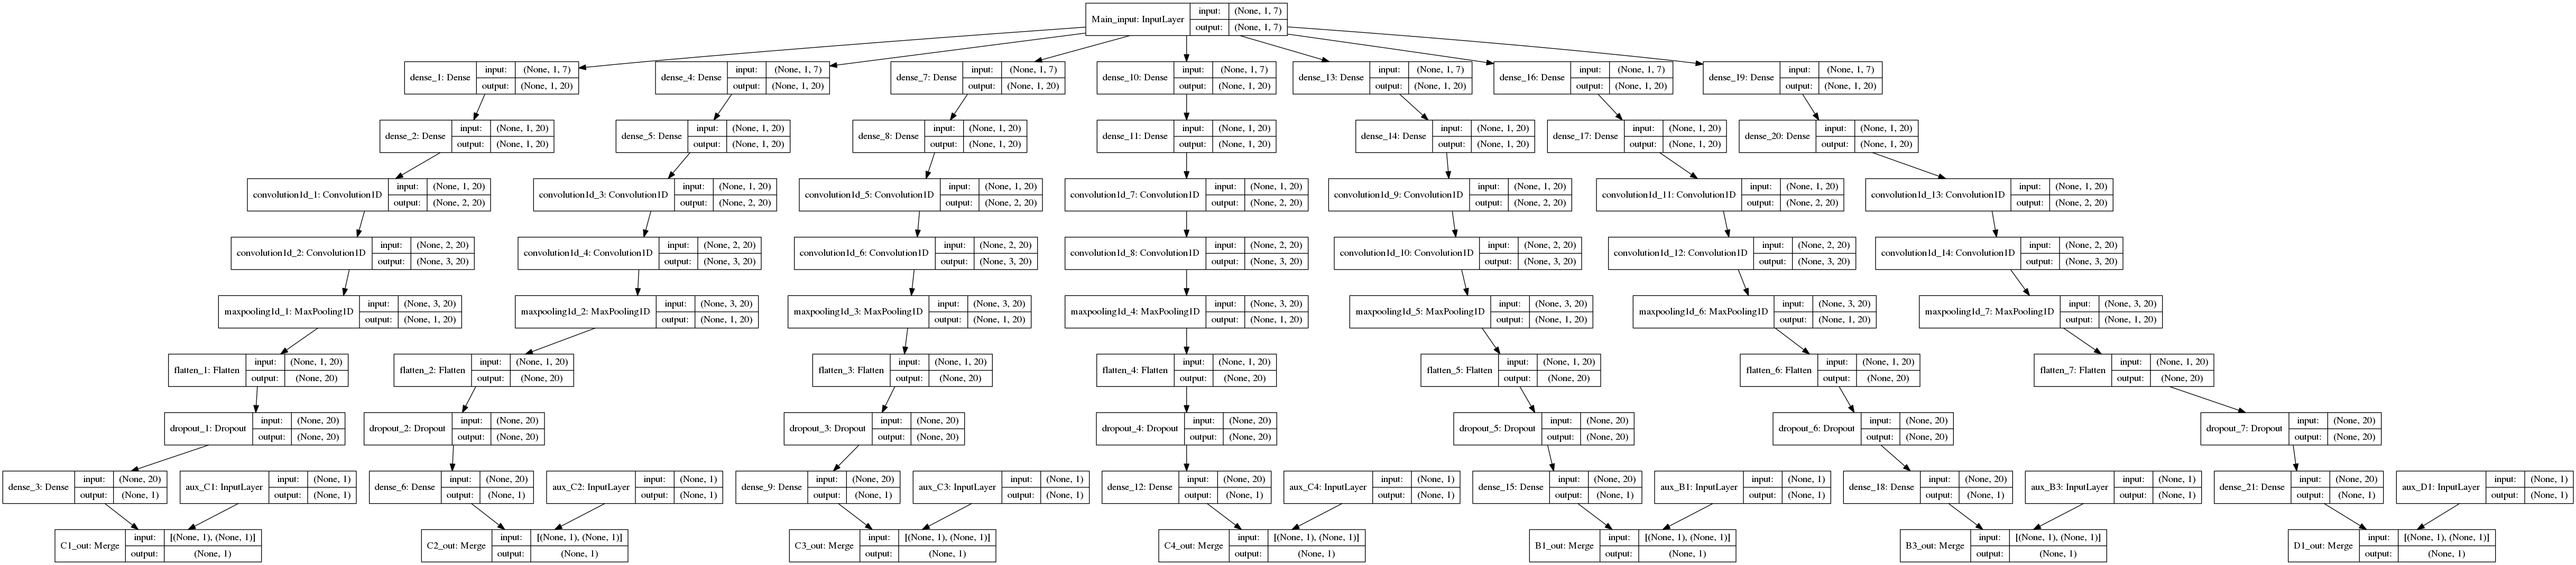 Main_input: InputLayer input: (None, 1, 7)
output: (None, 1, 7)
dense_1: Dense input: (None, 1, 7) dense_4: Dense input: (None, 1, 7) dense_7: Dense input: (None, 1, 7) dense_10: Dense input: (None, 1, 7) dense_13: Dense input: (None, 1, 7) dense_16: Dense input: (None, 1, 7) dense_19: Dense input: (None, 1, 7)
output: (None, 1, 20) output: (None, 1, 20) output: (None, 1, 20) output: (None, 1, 20) output: (None, 1, 20) output: (None, 1, 20) output: (None, 1, 20)
dense_2: Dense input: (None, 1, 20) dense_5: Dense input: (None, 1, 20) dense_8: Dense input: (None, 1, 20) dense_11: Dense input: (None, 1, 20) dense_14: Dense input: (None, 1, 20) dense_17: Dense input: (None, 1, 20) dense_20: Dense input: (None, 1, 20)
output: (None, 1, 20) output: (None, 1, 20) output: (None, 1, 20) output: (None, 1, 20) output: (None, 1, 20) output: (None, 1, 20) output: (None, 1, 20)
convolution1d_1: Convolution1D input: (None, 1, 20) convolution1d_3: Convolution1D input: (None, 1, 20) convolution1d_5: Convolution1D input: (None, 1, 20) convolution1d_7: Convolution1D input: (None, 1, 20) convolution1d_9: Convolution1D input: (None, 1, 20) convolution1d_11: Convolution1D input: (None, 1, 20) convolution1d_13: Convolution1D input: (None, 1, 20)
output: (None, 2, 20) output: (None, 2, 20) output: (None, 2, 20) output: (None, 2, 20) output: (None, 2, 20) output: (None, 2, 20) output: (None, 2, 20)
convolution1d_2: Convolution1D input: (None, 2, 20) convolution1d_4: Convolution1D input: (None, 2, 20) convolution1d_6: Convolution1D input: (None, 2, 20) convolution1d_8: Convolution1D input: (None, 2, 20) convolution1d_10: Convolution1D input: (None, 2, 20) convolution1d_12: Convolution1D input: (None, 2, 20) convolution1d_14: Convolution1D input: (None, 2, 20)
output: (None, 3, 20) output: (None, 3, 20) output: (None, 3, 20) output: (None, 3, 20) output: (None, 3, 20) output: (None, 3, 20) output: (None, 3, 20)
maxpooling1d_1: MaxPooling1D input: (None, 3, 20) maxpooling1d_2: MaxPooling1D input: (None, 3, 20) maxpooling1d_3: MaxPooling1D input: (None, 3, 20) maxpooling1d_4: MaxPooling1D input: (None, 3, 20) maxpooling1d_5: MaxPooling1D input: (None, 3, 20) maxpooling1d_6: MaxPooling1D input: (None, 3, 20) maxpooling1d_7: MaxPooling1D input: (None, 3, 20)
output: (None, 1, 20) output: (None, 1, 20) output: (None, 1, 20) output: (None, 1, 20) output: (None, 1, 20) output: (None, 1, 20) output: (None, 1, 20)
flatten_1: Flatten input: (None, 1, 20) flatten_2: Flatten input: (None, 1, 20) flatten_3: Flatten input: (None, 1, 20) flatten_4: Flatten input: (None, 1, 20) flatten_5: Flatten input: (None, 1, 20) flatten_6: Flatten input: (None, 1, 20) flatten_7: Flatten input: (None, 1, 20)
output: (None, 20) output: (None, 20) output: (None, 20) output: (None, 20) output: (None, 20) output: (None, 20) output: (None, 20)
dropout_1: Dropout input: (None, 20) dropout_2: Dropout input: (None, 20) dropout_3: Dropout input: (None, 20) dropout_4: Dropout input: (None, 20) dropout_5: Dropout input: (None, 20) dropout_6: Dropout input: (None, 20) dropout_7: Dropout input: (None, 20)
output: (None, 20) output: (None, 20) output: (None, 20) output: (None, 20) output: (None, 20) output: (None, 20) output: (None, 20)
dense_3: Dense input: (None, 20) aux_C1: InputLayer input: (None, 1) dense_6: Dense input: (None, 20) aux_C2: InputLayer input: (None, 1) dense_9: Dense input: (None, 20) aux_C3: InputLayer input: (None, 1) dense_12: Dense input: (None, 20) aux_C4: InputLayer input: (None, 1) dense_15: Dense input: (None, 20) aux_B1: InputLayer input: (None, 1) dense_18: Dense input: (None, 20) aux_B3: InputLayer input: (None, 1) dense_21: Dense input: (None, 20) aux_D1: InputLayer input: (None, 1)
output: (None, 1) output: (None, 1) output: (None, 1) output: (None, 1) output: (None, 1) output: (None, 1) output: (None, 1) output: (None, 1) output: (None, 1) output: (None, 1) output: (None, 1) output: (None, 1) output: (None, 1) output: (None, 1)
C1_out: Merge input: [(None, 1), (None, 1)] C2_out: Merge input: [(None, 1), (None, 1)] C3_out: Merge input: [(None, 1), (None, 1)] C4_out: Merge input: [(None, 1), (None, 1)] B1_out: Merge input: [(None, 1), (None, 1)] B3_out: Merge input: [(None, 1), (None, 1)] D1_out: Merge input: [(None, 1), (None, 1)]
output: (None, 1) output: (None, 1) output: (None, 1) output: (None, 1) output: (None, 1) output: (None, 1) output: (None, 1)